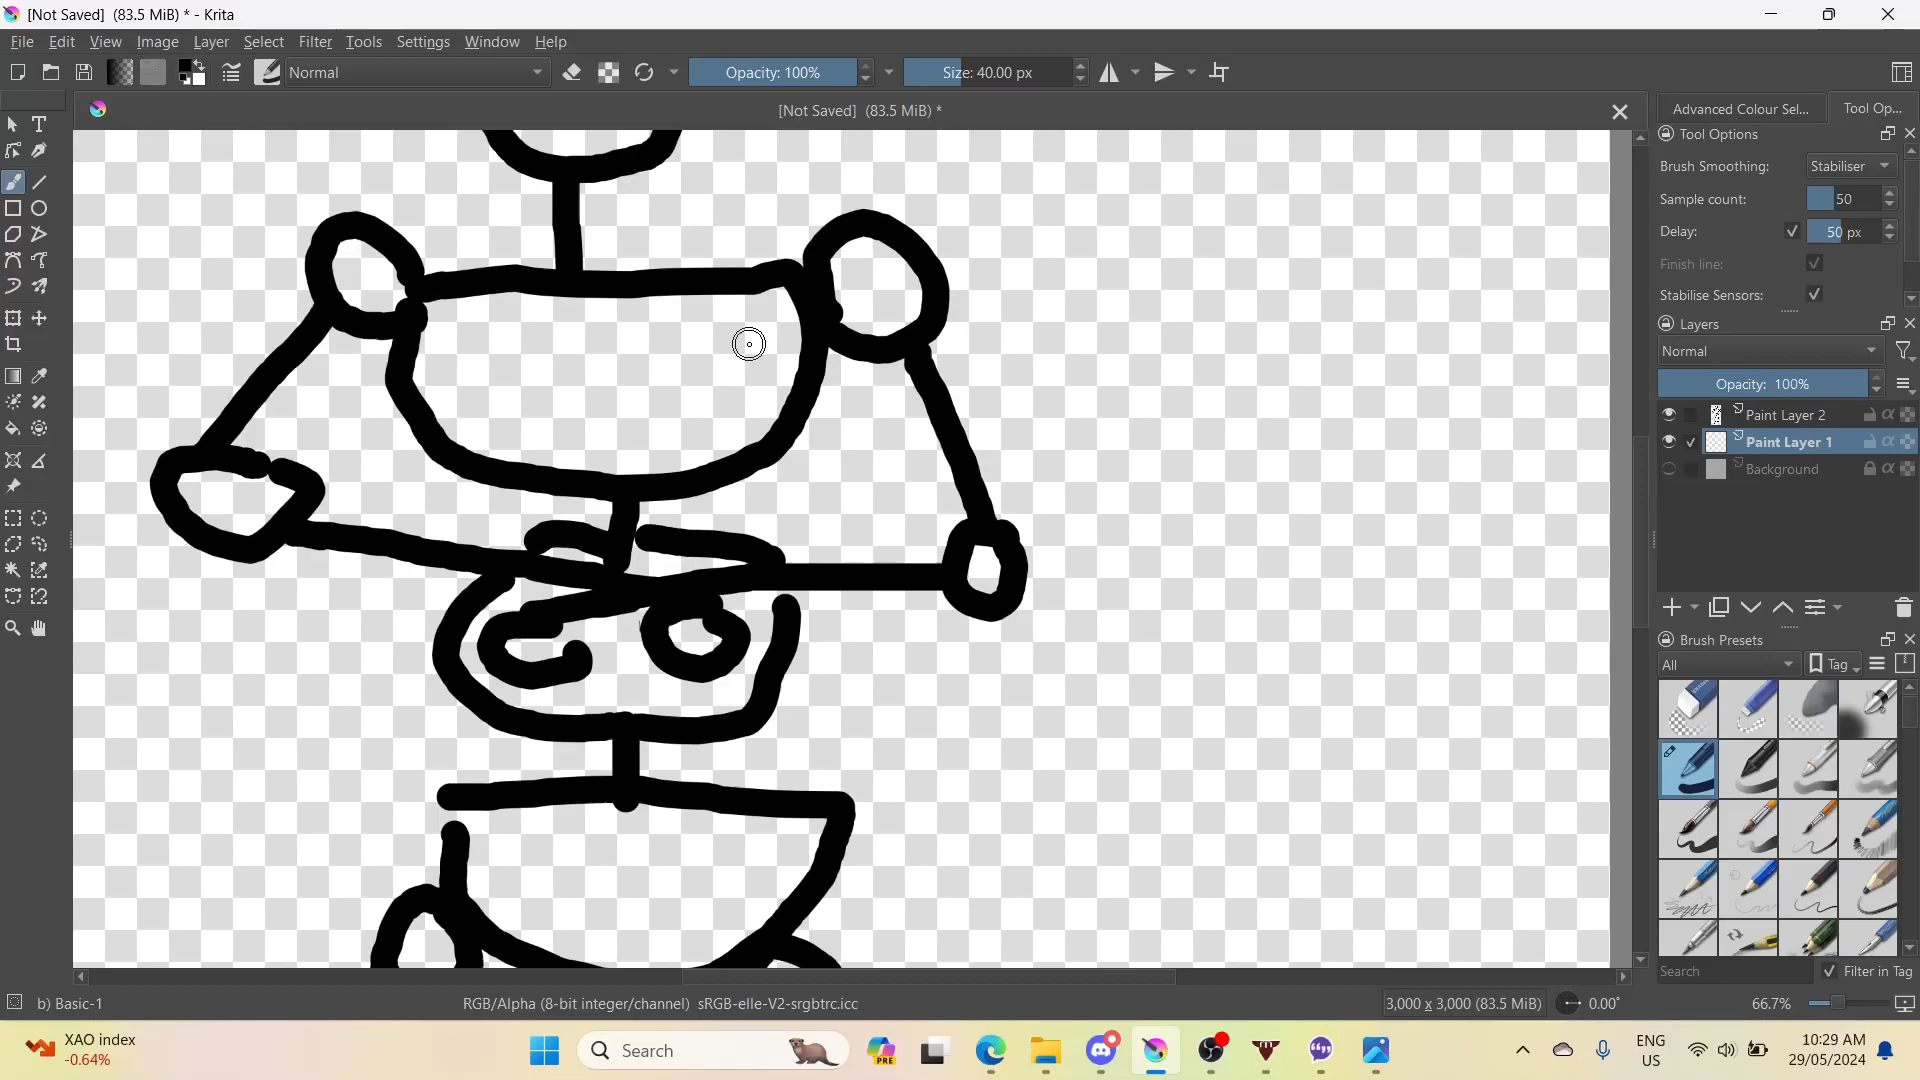 [Not Saved] (83.5 MiB) * - Krita
File Edit View Image Layer Select Filter Tools Settings Window Help
Normal Opacity: 100% Size: 40.00 px
[Not Saved] (83.5 MiB) *
Advanced Colour Sel... Tool Op...
Tool Options
Brush Smoothing: Stabiliser
Sample count: 50
Delay: 50 px
Finish line:
Stabilise Sensors:
Layers
Normal
Opacity: 100%
Paint Layer 2
Paint Layer 1
Background
Brush Presets
All Tag
Search Filter in Tag
b) Basic-1 RGB/Alpha (8-bit integer/channel) sRGB-elle-V2-srgbtrc.icc 3,000 x 3,000 (83.5 MiB) 0.00° 66.7%
XAO index
-0.64%
Search
PRE
ENG
US
10:29 AM
29/05/2024